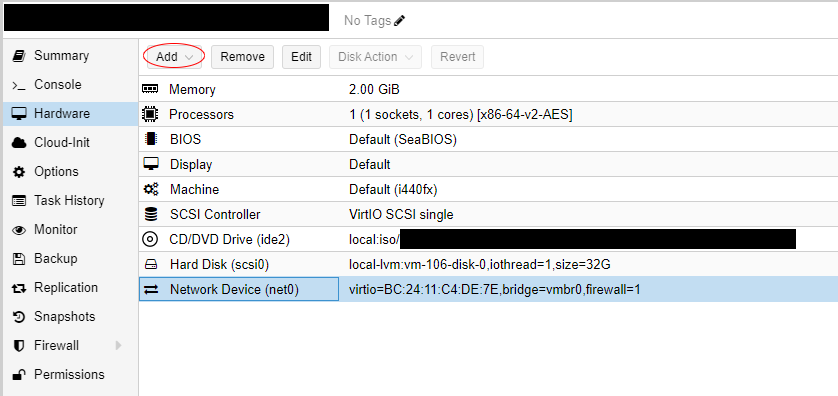 No Tags
Summary
Console
Hardware
Cloud-Init
Options
Task History
Monitor
Backup
Replication
Snapshots
Firewall
Permissions
Add Remove Edit Disk Action Revert
Memory 2.00 GiB
Processors 1 (1 sockets, 1 cores) [x86-64-v2-AES]
BIOS Default (SeaBIOS)
Display Default
Machine Default (i440fx)
SCSI Controller VirtIO SCSI single
CD/DVD Drive (ide2) local:iso/
Hard Disk (scsi0) local-lvm:vm-106-disk-0,iothread=1,size=32G
Network Device (net0) virtio=BC:24:11:C4:DE:7E,bridge=vmbr0,firewall=1